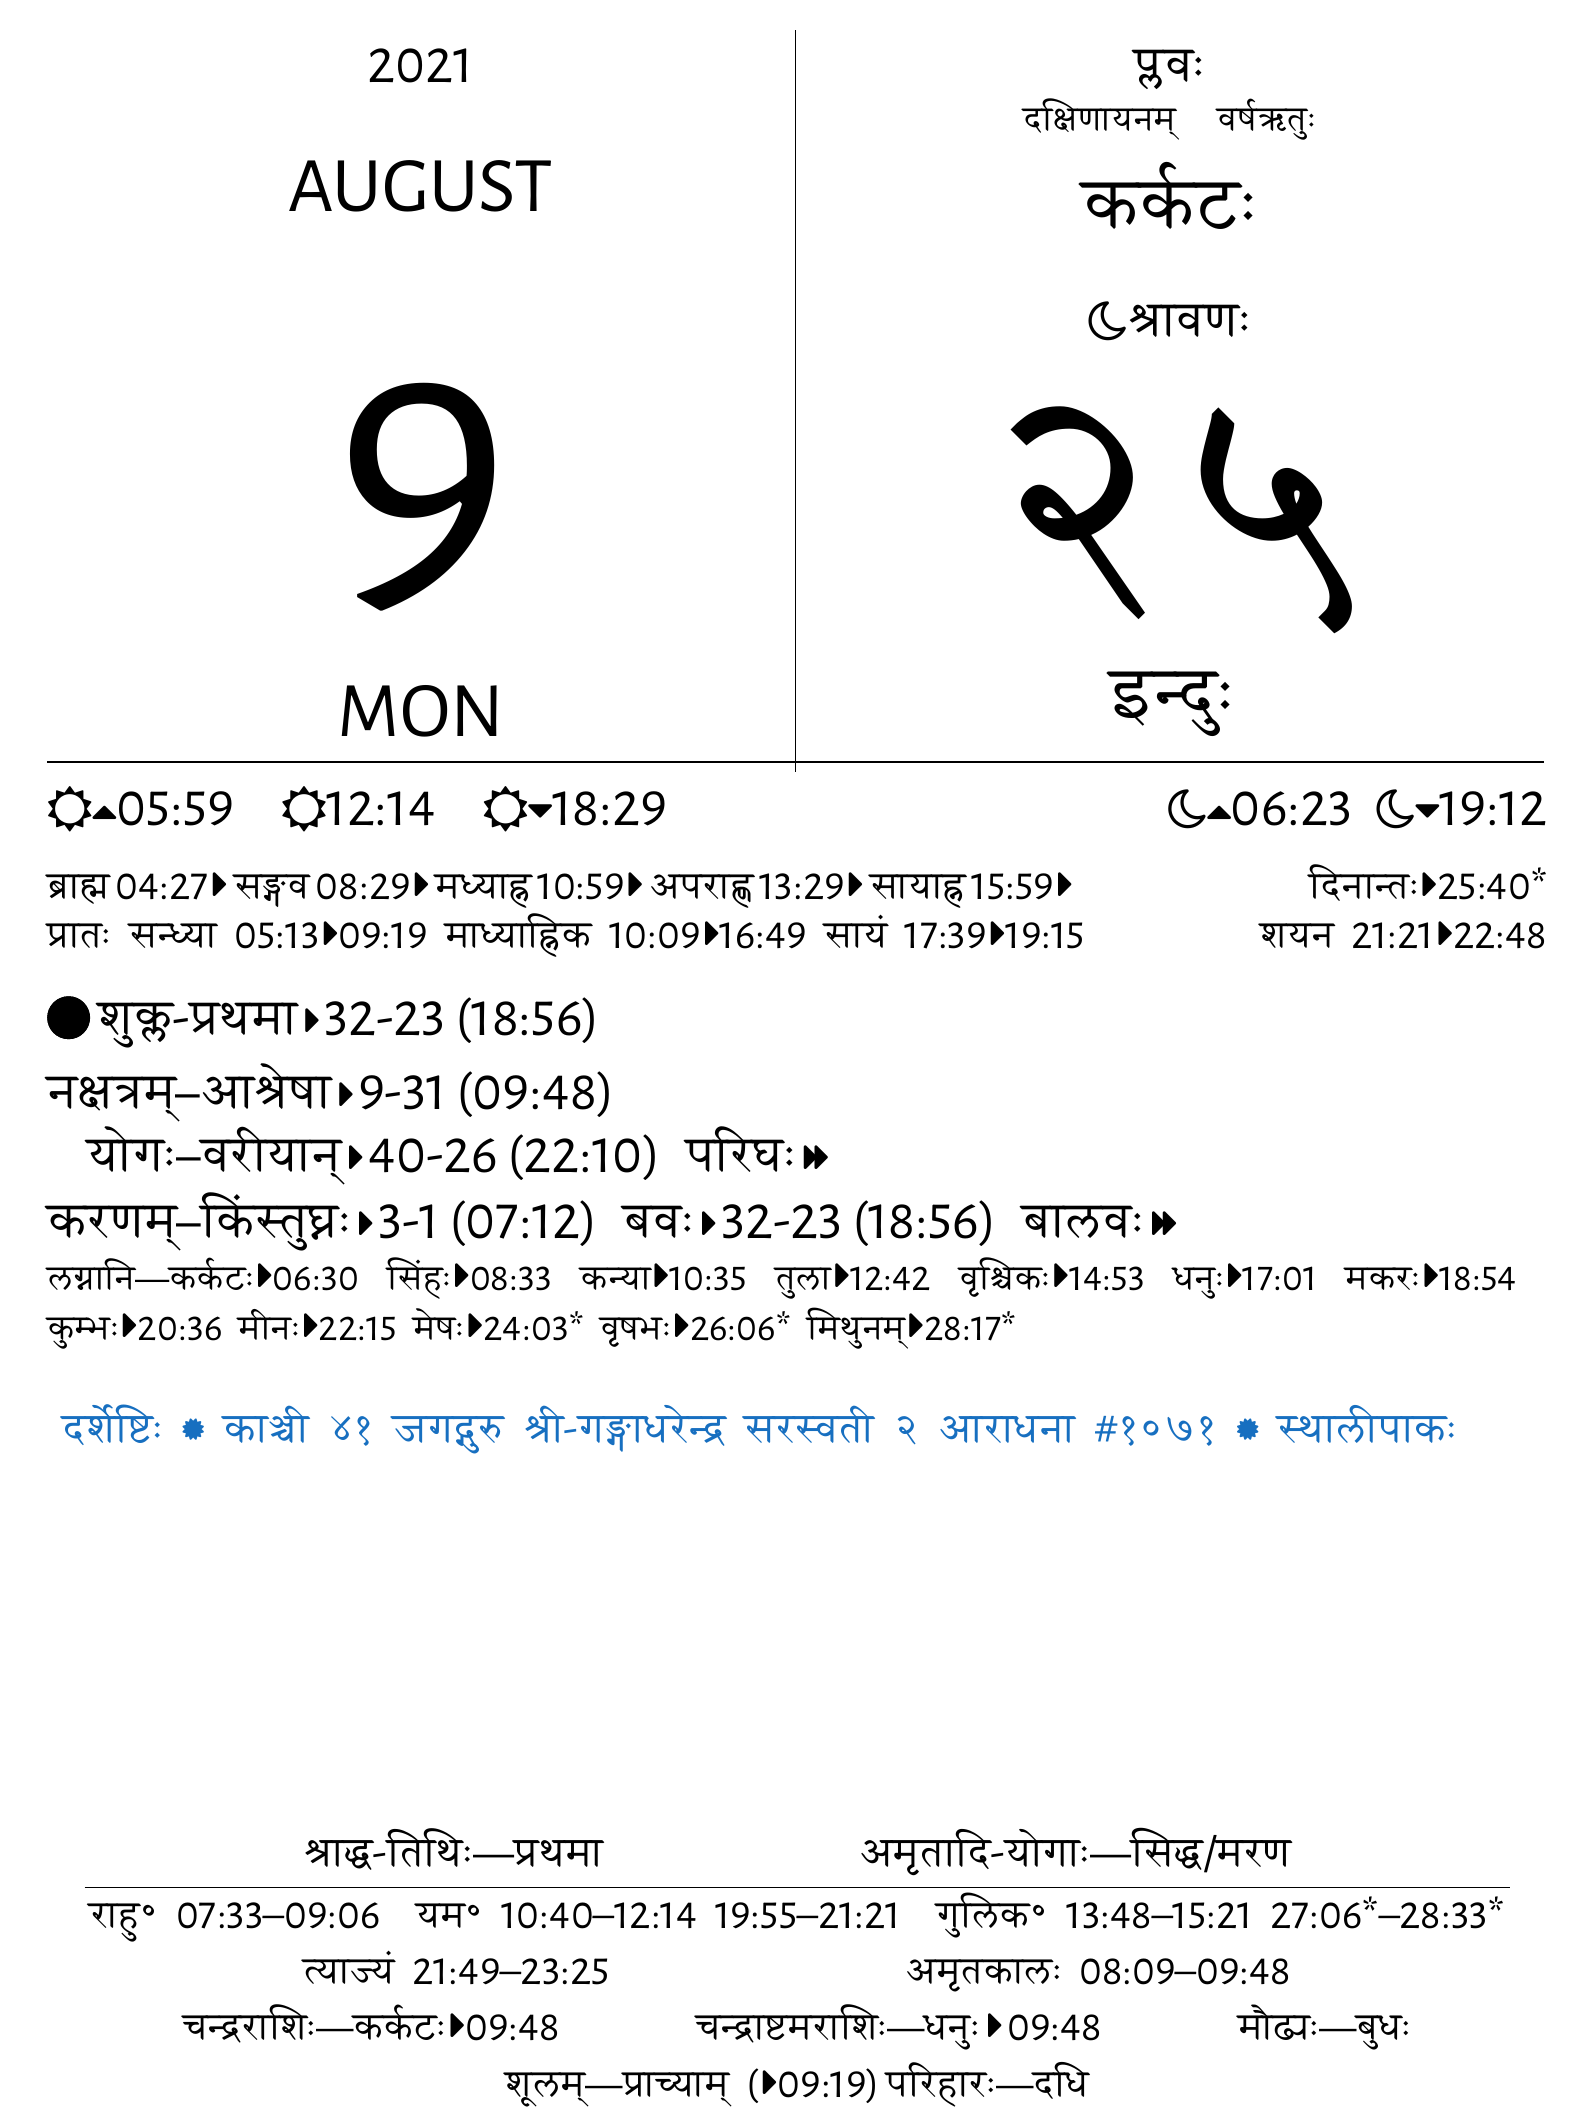 2021
AUGUST
9
MON
प्लवः
दक्षिणायनम् वर्षऋतुः
कर्कटः
श्रावणः
२५
इन्दुः
05:59 12:14 18:29 06:23 19:12
ब्राह्म 04:27 सङ्गव 08:29 मध्याह्न 10:59 अपराह्ण 13:29 सायाह्न 15:59 दिनान्तः 25:40*
प्रातः सन्ध्या 05:13 09:19 माध्याह्निक 10:09 16:49 सायं 17:39 19:15 शयन 21:21 22:48
शुक्ल-प्रथमा 32-23 (18:56)
नक्षत्रम्–आश्रेषा 9-31 (09:48)
योगः–वरीयान् 40-26 (22:10) परिघः
करणम्–किंस्तुघ्नः 3-1 (07:12) बवः 32-23 (18:56) बालवः
लग्नानि—कर्कटः 06:30 सिंहः 08:33 कन्या 10:35 तुला 12:42 वृश्चिकः 14:53 धनुः 17:01 मकरः 18:54
कुम्भः 20:36 मीनः 22:15 मेषः 24:03* वृषभः 26:06* मिथुनम् 28:17*
दर्शेष्टिः काञ्ची ४१ जगद्गुरु श्री-गङ्गाधरेन्द्र सरस्वती २ आराधना #१०७१ स्थालीपाकः
श्राद्ध-तिथिः—प्रथमा अमृतादि-योगाः—सिद्ध/मरण
राहु° 07:33–09:06 यम° 10:40–12:14 19:55–21:21 गुलिक° 13:48–15:21 27:06*–28:33*
त्याज्यं 21:49–23:25 अमृतकालः 08:09–09:48
चन्द्रराशिः—कर्कटः 09:48 चन्द्राष्टमराशिः—धनुः 09:48 मौढ्यः—बुधः
शूलम्—प्राच्याम् (09:19) परिहारः—दधि